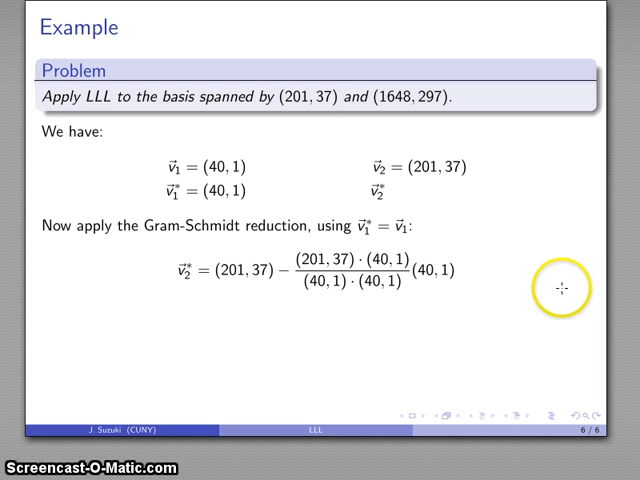 Example
Problem
Apply LLL to the basis spanned by (201, 37) and (1648, 297).
We have:
v⃗₁ = (40, 1) v⃗₂ = (201, 37)
v⃗₁* = (40, 1) v⃗₂*
Now apply the Gram-Schmidt reduction, using v⃗₁* = v⃗₁:
v⃗₂* = (201, 37) − (201, 37) · (40, 1) / (40, 1) · (40, 1) (40, 1)
J. Suzuki (CUNY) LLL 6 / 6
Screencast-O-Matic.com